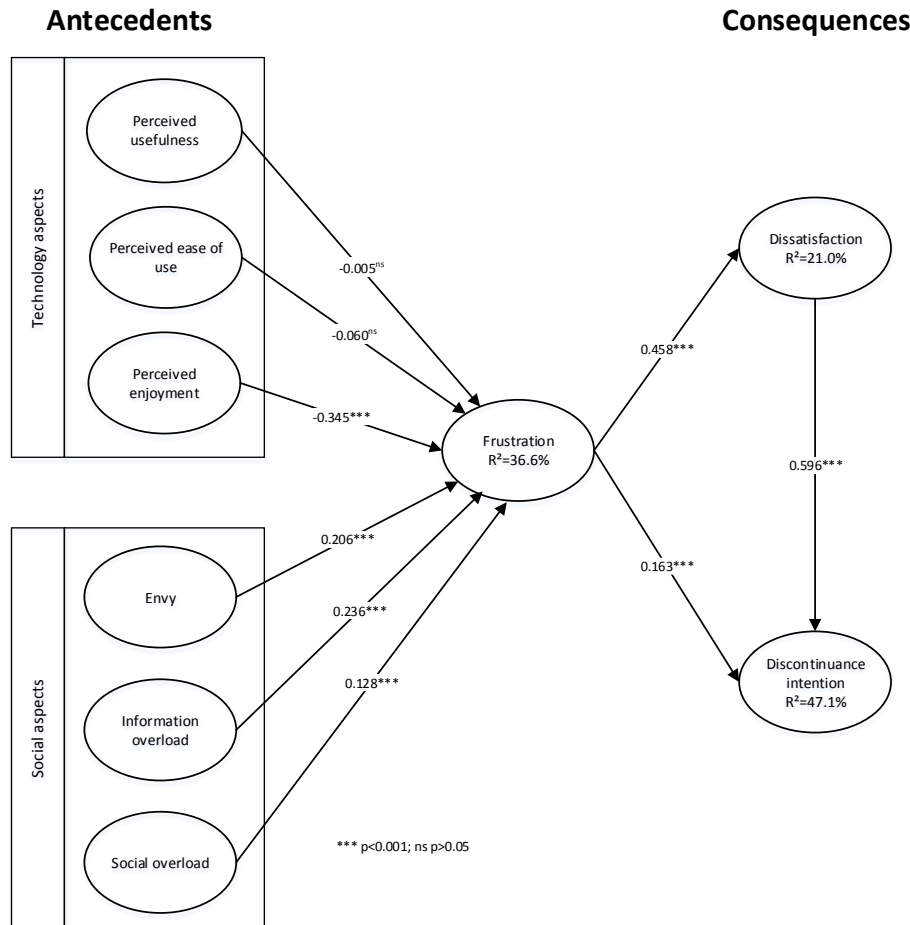 Antecedents
Consequences
Technology aspects
Perceived
usefulness
Perceived ease of
use
Perceived
enjoyment
-0.005ⁿˢ
-0.060ⁿˢ
-0.345***
Frustration
R²=36.6%
Dissatisfaction
R²=21.0%
0.458***
0.596***
0.163***
Discontinuance
intention
R²=47.1%
Social aspects
Envy
Information
overload
Social overload
0.206***
0.236***
0.128***
*** p<0.001; ns p>0.05